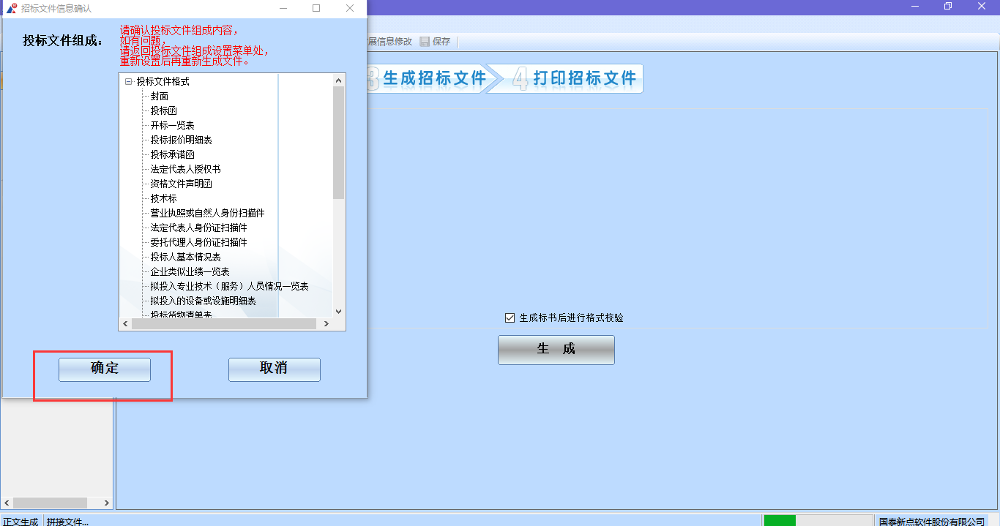 招标文件信息确认
投标文件组成：
请确认投标文件组成内容，
如有问题，
请返回投标文件组成设置菜单处，
重新设置后再重新生成文件。
展信息修改
保存
3 生成招标文件
4 打印招标文件
投标文件格式
封面
投标函
开标一览表
投标报价明细表
投标承诺函
法定代表人授权书
资格文件声明函
技术标
营业执照或自然人身份扫描件
法定代表人身份证扫描件
委托代理人身份证扫描件
投标人基本情况表
企业类似业绩一览表
拟投入专业技术（服务）人员情况一览表
拟投入的设备或设施明细表
投标货物清单表
确定
取消
生成标书后进行格式校验
生 成
正文生成
拼接文件...
国泰新点软件股份有限公司